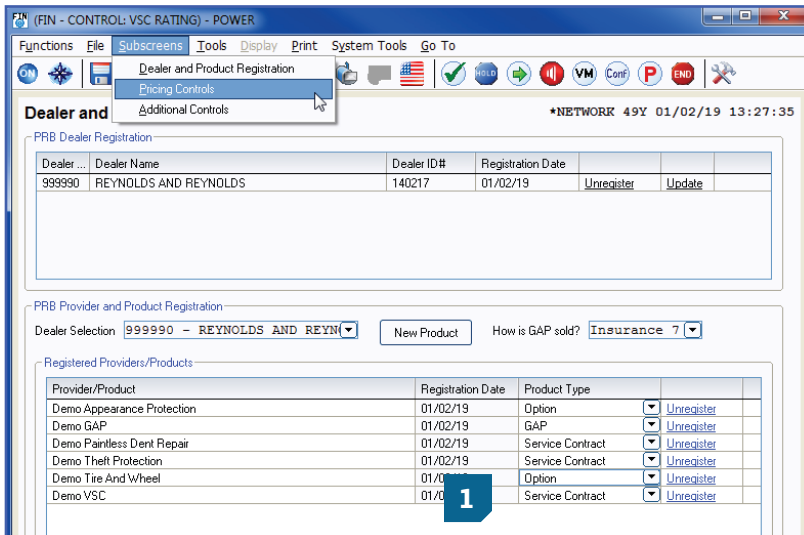 FIN (FIN - CONTROL: VSC RATING) - POWER
Functions File Subscreens Tools Display Print System Tools Go To
ON HOLD VM Conf P END
Dealer and Product Registration
Pricing Controls
Additional Controls
Dealer and *NETWORK 49Y 01/02/19 13:27:35
PRB Dealer Registration
Dealer ... Dealer Name Dealer ID# Registration Date
999990 REYNOLDS AND REYNOLDS 140217 01/02/19 Unregister Update
PRB Provider and Product Registration
Dealer Selection 999990 - REYNOLDS AND REYN New Product How is GAP sold? Insurance 7
Registered Providers/Products
Provider/Product Registration Date Product Type
Demo Appearance Protection 01/02/19 Option Unregister
Demo GAP 01/02/19 GAP Unregister
Demo Paintless Dent Repair 01/02/19 Service Contract Unregister
Demo Theft Protection 01/02/19 Service Contract Unregister
Demo Tire And Wheel Option Unregister
Demo VSC Service Contract Unregister
1